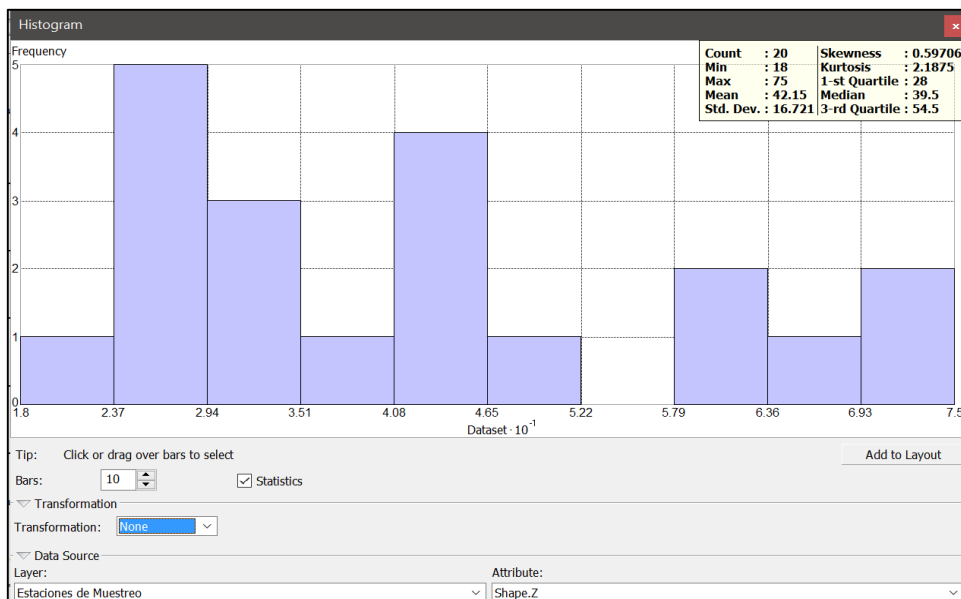 Histogram
Frequency
Count : 20 Skewness : 0.59706
Min : 18 Kurtosis : 2.1875
Max : 75 1-st Quartile : 28
Mean : 42.15 Median : 39.5
Std. Dev. : 16.721 3-rd Quartile : 54.5
5
4
3
2
1
0
1.8 2.37 2.94 3.51 4.08 4.65 5.22 5.79 6.36 6.93 7.5
Dataset · 10⁻¹
Tip: Click or drag over bars to select Add to Layout
Bars: 10 Statistics
Transformation
Transformation: None
Data Source
Layer: Attribute:
Estaciones de Muestreo Shape.Z